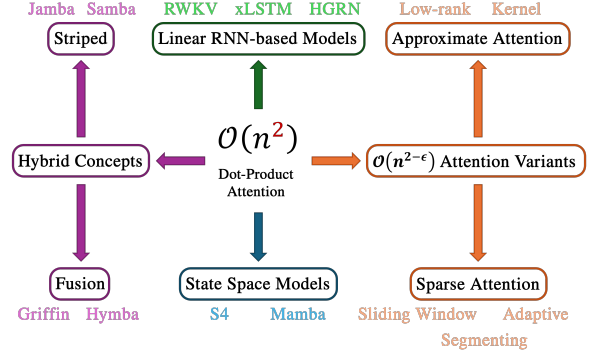 Jamba Samba RWKV xLSTM HGRN Low-rank Kernel
Striped Linear RNN-based Models Approximate Attention
Hybrid Concepts
𝒪(n²)
Dot-Product
Attention
𝒪(n²⁻ᵋ) Attention Variants
Fusion State Space Models Sparse Attention
Griffin Hymba S4 Mamba Sliding Window Adaptive
Segmenting